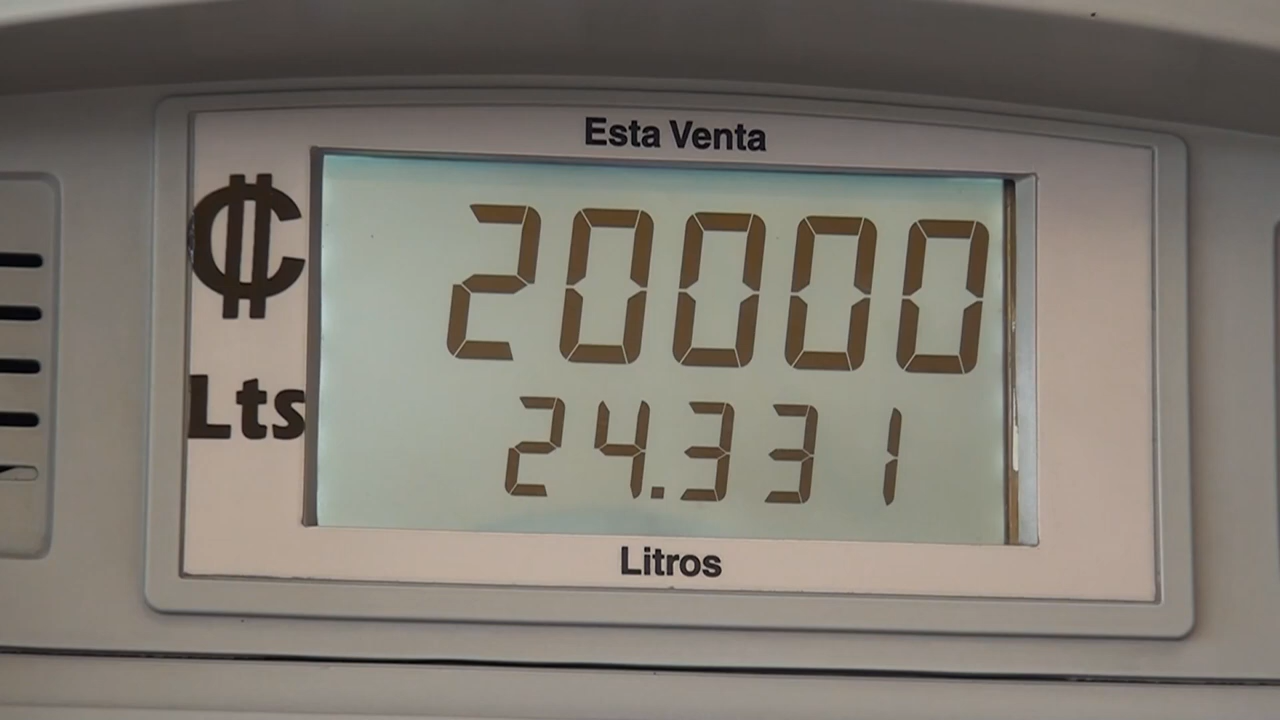 Esta Venta
₡ 20000
Lts 24.331
Litros